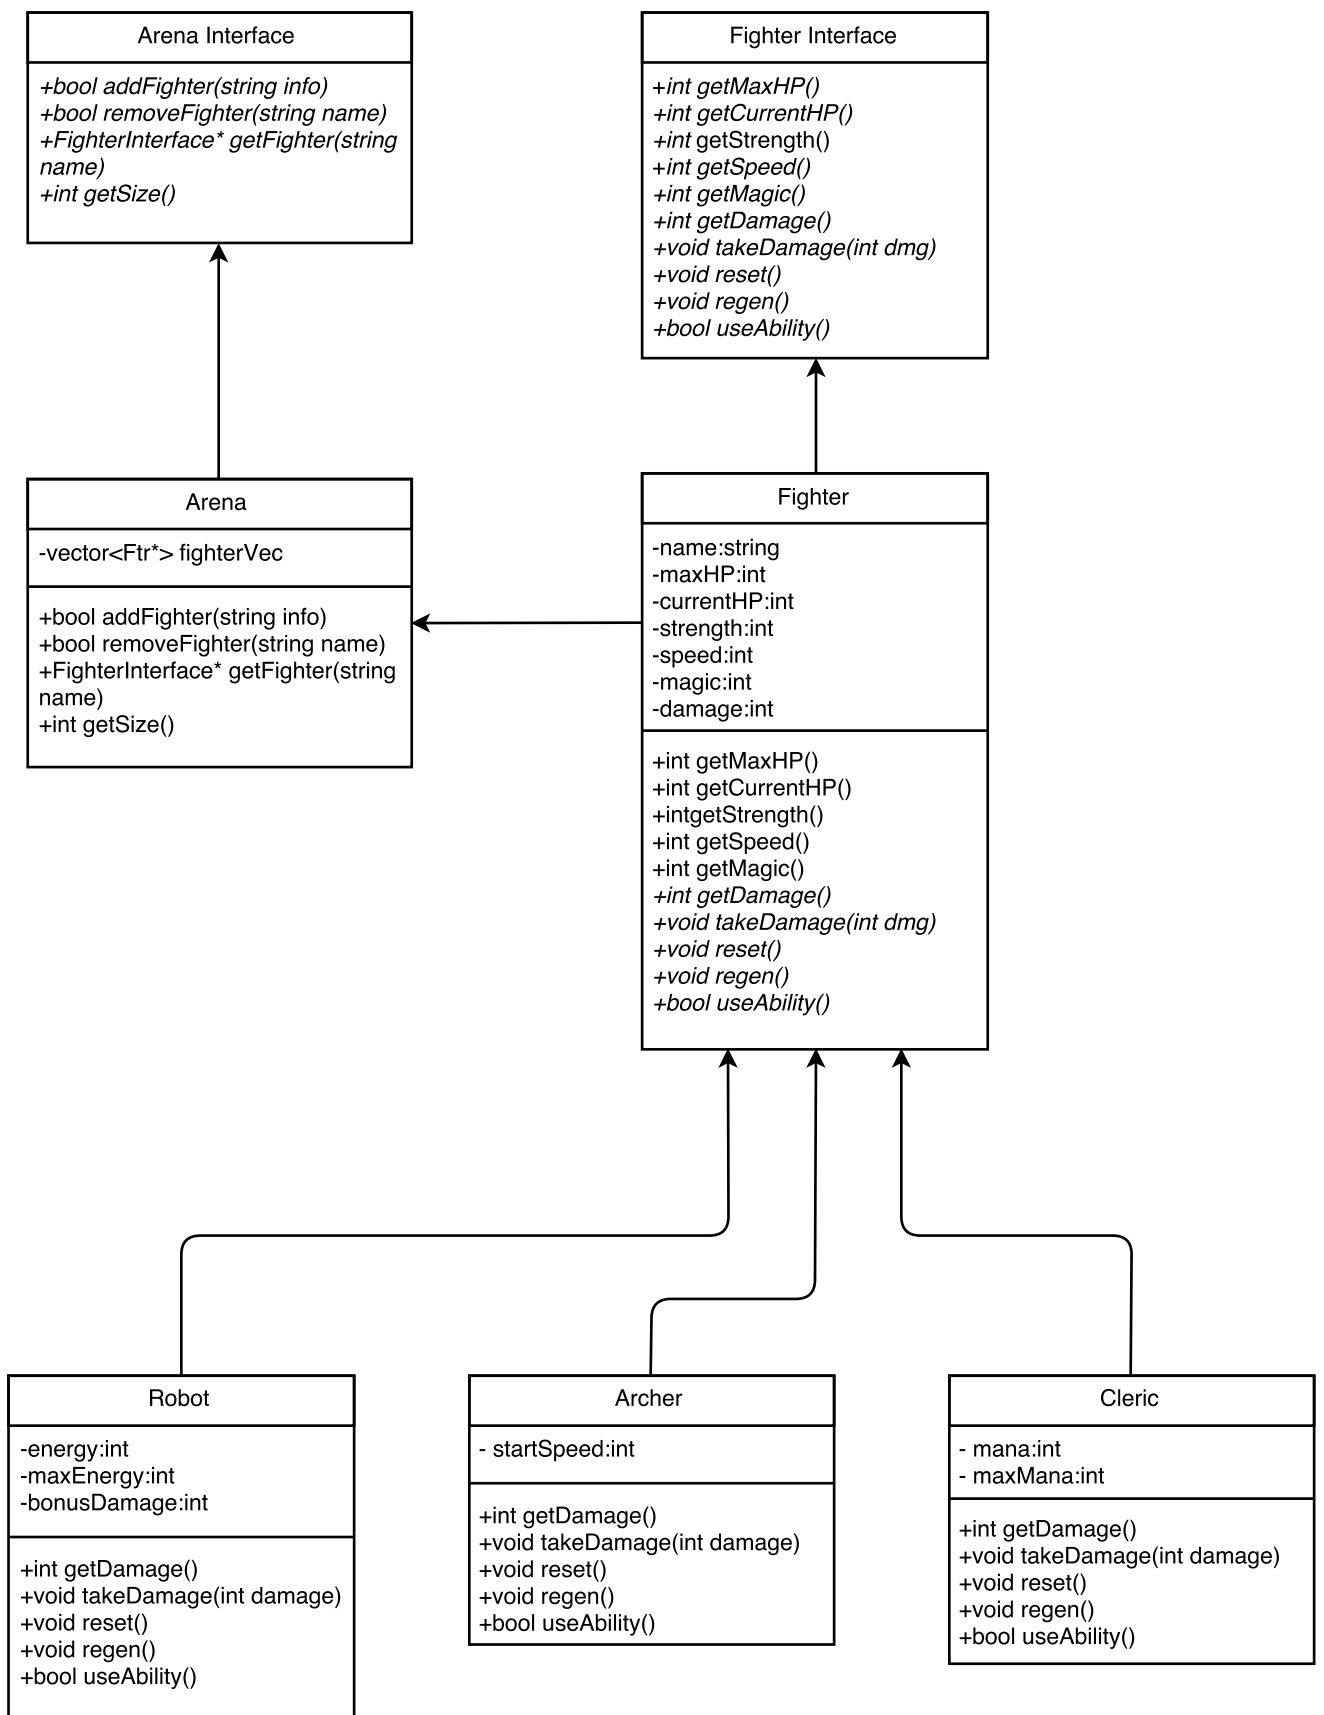 Arena Interface
+bool addFighter(string info)
+bool removeFighter(string name)
+FighterInterface* getFighter(string
name)
+int getSize()
Fighter Interface
+int getMaxHP()
+int getCurrentHP()
+int getStrength()
+int getSpeed()
+int getMagic()
+int getDamage()
+void takeDamage(int dmg)
+void reset()
+void regen()
+bool useAbility()
Arena
-vector<Ftr*> fighterVec
+bool addFighter(string info)
+bool removeFighter(string name)
+FighterInterface* getFighter(string
name)
+int getSize()
Fighter
-name:string
-maxHP:int
-currentHP:int
-strength:int
-speed:int
-magic:int
-damage:int
+int getMaxHP()
+int getCurrentHP()
+intgetStrength()
+int getSpeed()
+int getMagic()
+int getDamage()
+void takeDamage(int dmg)
+void reset()
+void regen()
+bool useAbility()
Robot
-energy:int
-maxEnergy:int
-bonusDamage:int
+int getDamage()
+void takeDamage(int damage)
+void reset()
+void regen()
+bool useAbility()
Archer
- startSpeed:int
+int getDamage()
+void takeDamage(int damage)
+void reset()
+void regen()
+bool useAbility()
Cleric
- mana:int
- maxMana:int
+int getDamage()
+void takeDamage(int damage)
+void reset()
+void regen()
+bool useAbility()